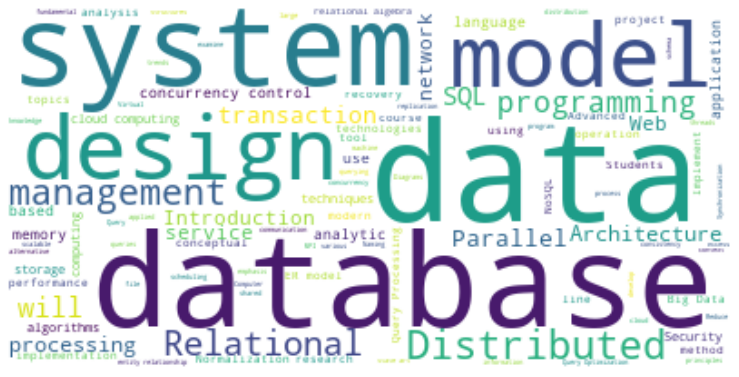 fundamental
analysis
structures
large
relational algebra
distribution
system
language
project
model
network
application
examine
trends
schema
concurrency control
recovery
topics
Virtual
replication
SQL
programming
Advanced
knowledge
cloud computing
transaction
course
technologies
tool
using
program
threads
operation
Web
design
data
machine
use
querying
concurrency
Students
NoSQL
process
Implement
Synchronization
management
techniques
Diagrams
based
Query
applied
modern
Introduction
memory
computing
service
communication
analytic
Parallel
Architecture
scalable
alternative
queries
conceptual
API
various
Query Processing
consistency
database
storage
performance
file
scheduling
emphasis
Computer
shared
ER model
line
Big Data
develop
will
algorithms
cloud
Reduce
processing
Relational
Distributed
Security
method
implementation
entity relationship
Normalization
research
information
Query Optimization
principles